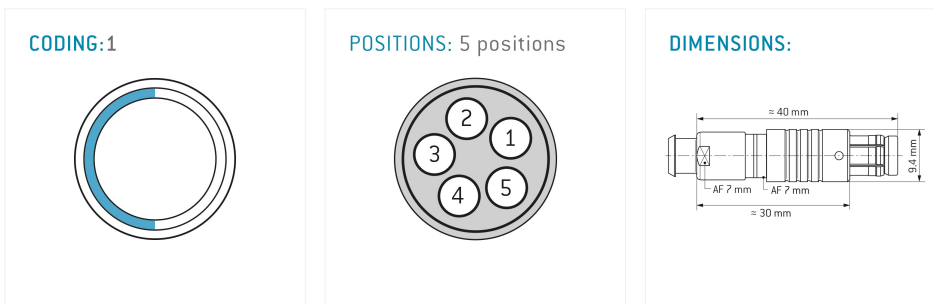 CODING:1
POSITIONS: 5 positions
DIMENSIONS:
2
1
3
4
5
≈ 40 mm
9.4 mm
AF 7 mm
AF 7 mm
≈ 30 mm